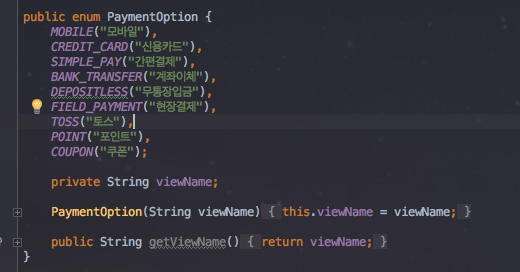 public enum PaymentOption {
MOBILE("모바일"),
CREDIT_CARD("신용카드"),
SIMPLE_PAY("간편결제"),
BANK_TRANSFER("계좌이체"),
DEPOSITLESS("무통장입금"),
FIELD_PAYMENT("현장결제"),
TOSS("토스"),
POINT("포인트"),
COUPON("쿠폰");
private String viewName;
PaymentOption(String viewName) { this.viewName = viewName; }
public String getViewName() { return viewName; }
}